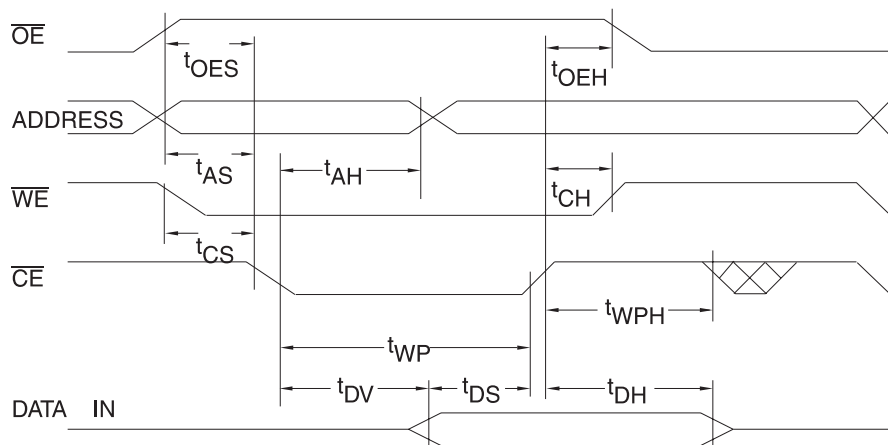 OE
tOES
tOEH
ADDRESS
tAS
tAH
tCH
WE
tCS
CE
tWPH
tWP
tDV
tDS
tDH
DATA IN